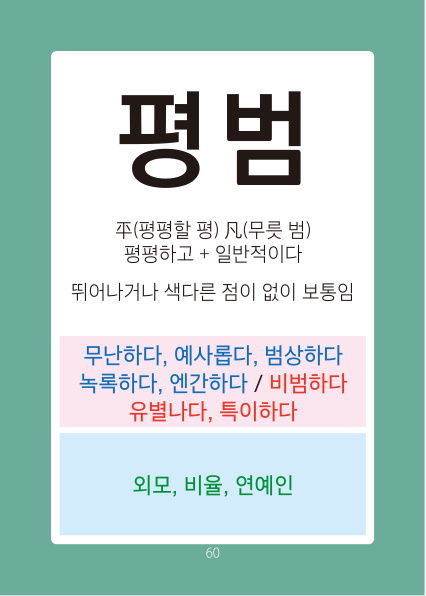 평범
平(평평할 평) 凡(무릇 범)
평평하고 + 일반적이다
뛰어나거나 색다른 점이 없이 보통임
무난하다, 예사롭다, 범상하다
녹록하다, 엔간하다 / 비범하다
유별나다, 특이하다
외모, 비율, 연예인
60